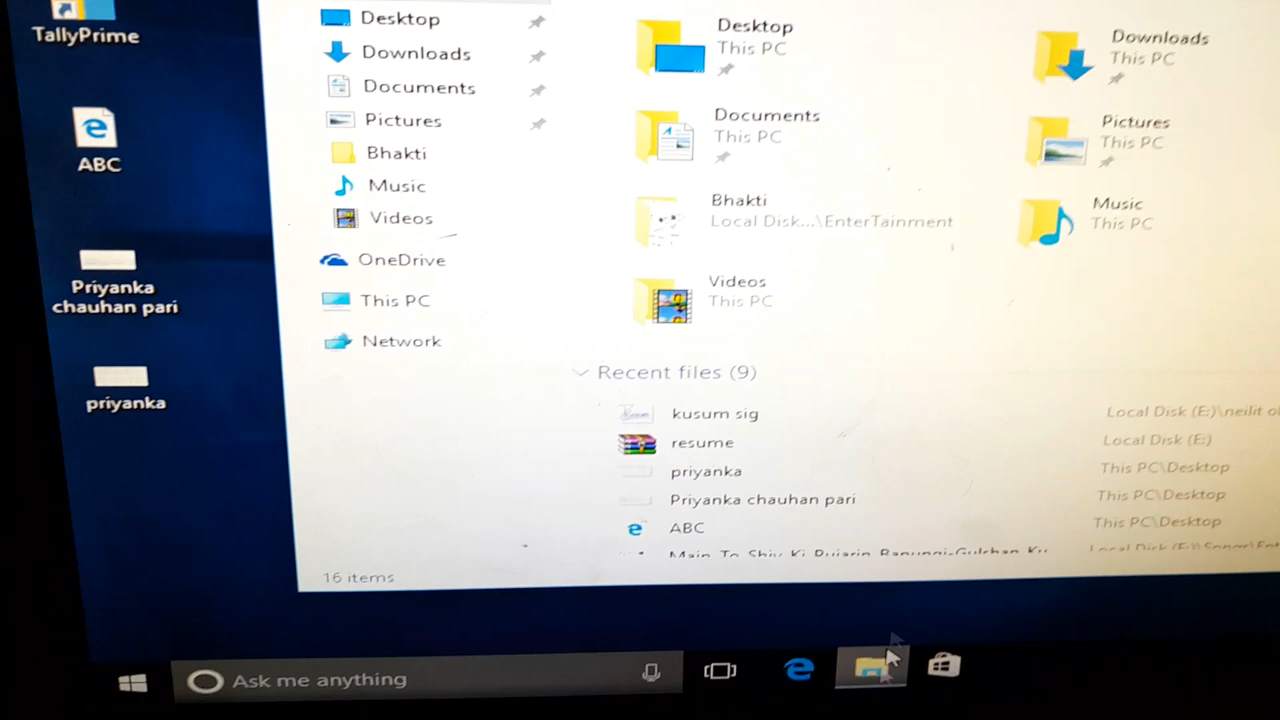 TallyPrime
ABC
Priyanka
chauhan pari
priyanka
Desktop
Downloads
Documents
Pictures
Bhakti
Music
Videos
OneDrive
This PC
Network
Desktop
This PC
Downloads
This PC
Documents
This PC
Pictures
This PC
Bhakti
Local Disk...\EnterTainment
Music
This PC
Videos
This PC
Recent files (9)
kusum sig Local Disk (E:)\neilit ol
resume Local Disk (E:)
priyanka This PC\Desktop
Priyanka chauhan pari This PC\Desktop
ABC This PC\Desktop
Main To Shiv Ki Pujarin Banungi-Gulshan Ku
16 items
Ask me anything